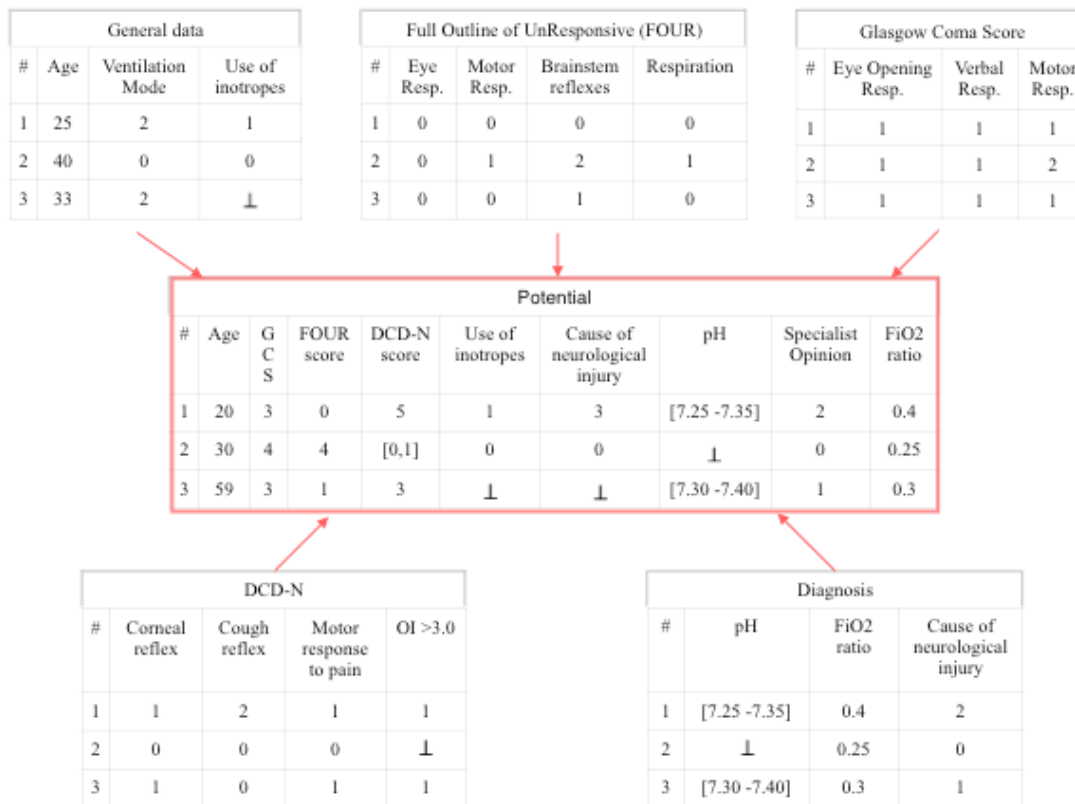 General data
# Age Ventilation Mode Use of inotropes
1 25 2 1
2 40 0 0
3 33 2 ⊥
Full Outline of UnResponsive (FOUR)
# Eye Resp. Motor Resp. Brainstem reflexes Respiration
1 0 0 0 0
2 0 1 2 1
3 0 0 1 0
Glasgow Coma Score
# Eye Opening Resp. Verbal Resp. Motor Resp.
1 1 1 1
2 1 1 2
3 1 1 1
Potential
# Age GCS FOUR score DCD-N score Use of inotropes Cause of neurological injury pH Specialist Opinion FiO2 ratio
1 20 3 0 5 1 3 [7.25 -7.35] 2 0.4
2 30 4 4 [0,1] 0 0 ⊥ 0 0.25
3 59 3 1 3 ⊥ ⊥ [7.30 -7.40] 1 0.3
DCD-N
# Corneal reflex Cough reflex Motor response to pain OI >3.0
1 1 2 1 1
2 0 0 0 ⊥
3 1 0 1 1
Diagnosis
# pH FiO2 ratio Cause of neurological injury
1 [7.25 -7.35] 0.4 2
2 ⊥ 0.25 0
3 [7.30 -7.40] 0.3 1